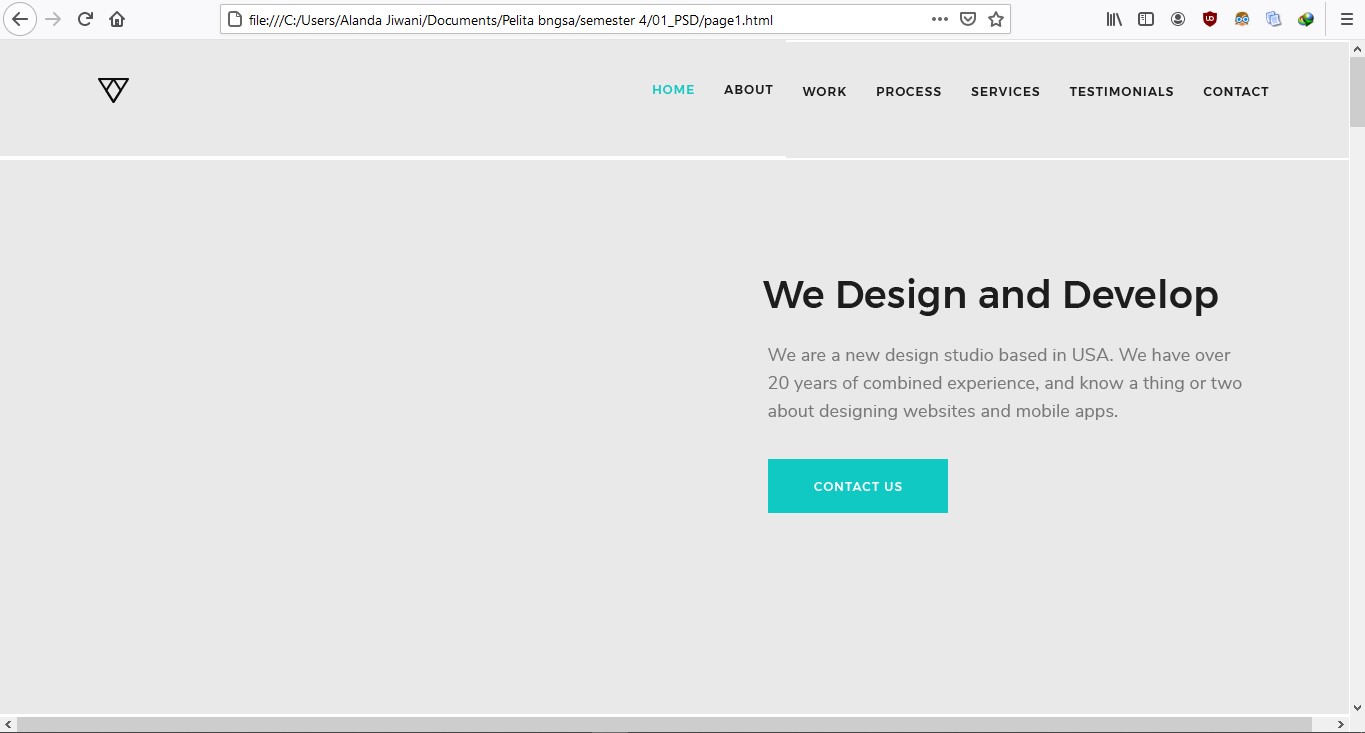 file:///C:/Users/Alanda Jiwani/Documents/Pelita bngsa/semester 4/01_PSD/page1.html
HOME ABOUT WORK PROCESS SERVICES TESTIMONIALS CONTACT
We Design and Develop
We are a new design studio based in USA. We have over
20 years of combined experience, and know a thing or two
about designing websites and mobile apps.
CONTACT US